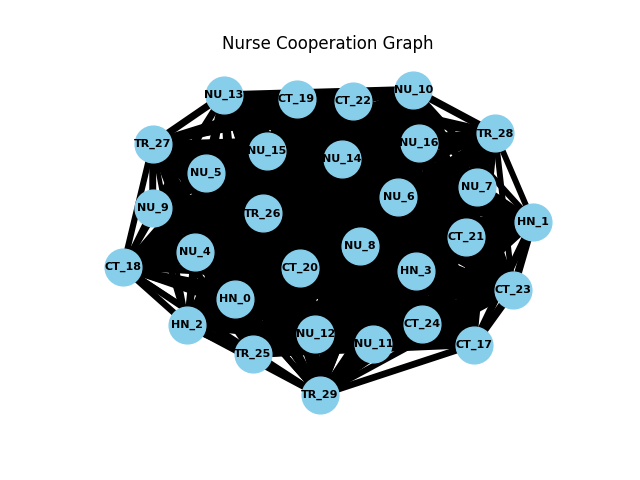 Nurse Cooperation Graph
NU_13
CT_19
CT_22
NU_10
TR_27
NU_15
NU_14
NU_16
TR_28
NU_5
NU_6
NU_7
NU_9
TR_26
HN_1
NU_4
NU_8
CT_21
CT_18
CT_20
HN_3
CT_23
HN_0
HN_2
NU_12
CT_24
TR_25
NU_11
CT_17
TR_29